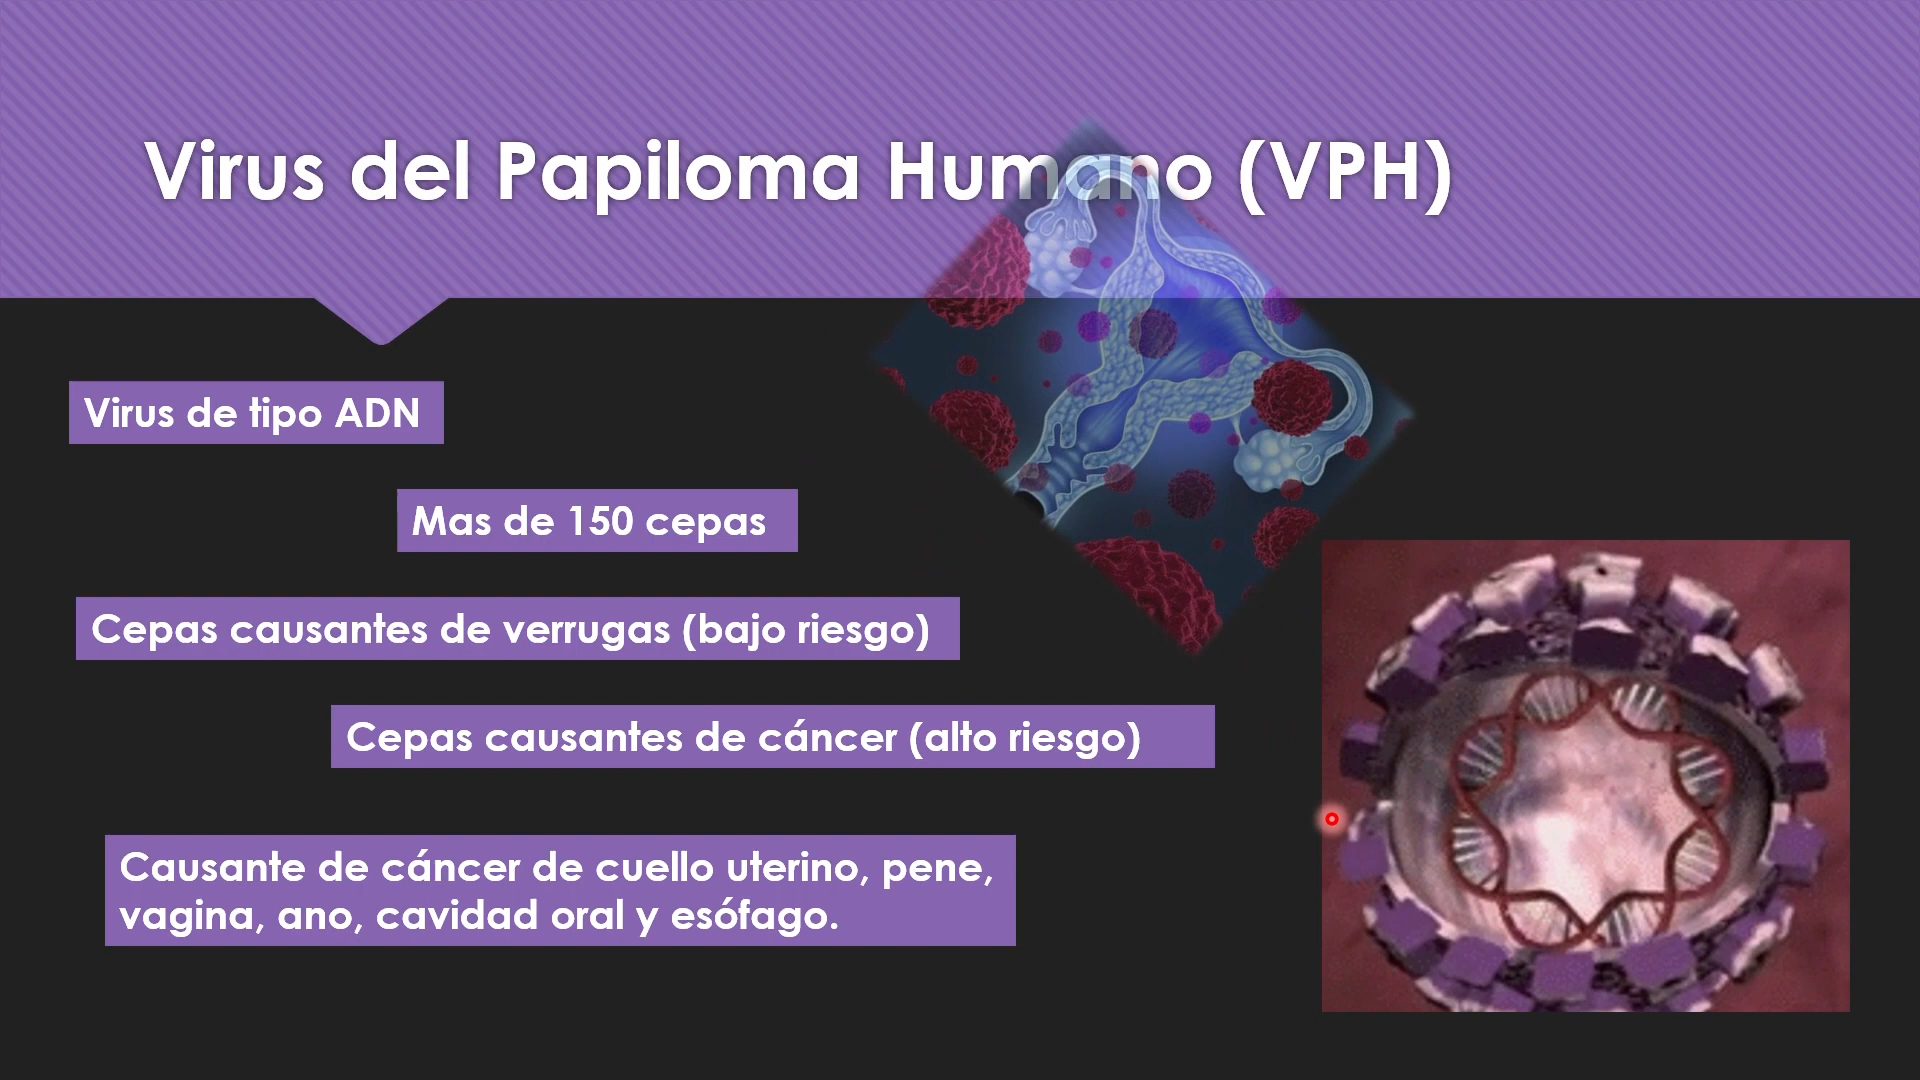 Virus del Papiloma Humano (VPH)
Virus de tipo ADN
Mas de 150 cepas
Cepas causantes de verrugas (bajo riesgo)
Cepas causantes de cáncer (alto riesgo)
Causante de cáncer de cuello uterino, pene,
vagina, ano, cavidad oral y esófago.